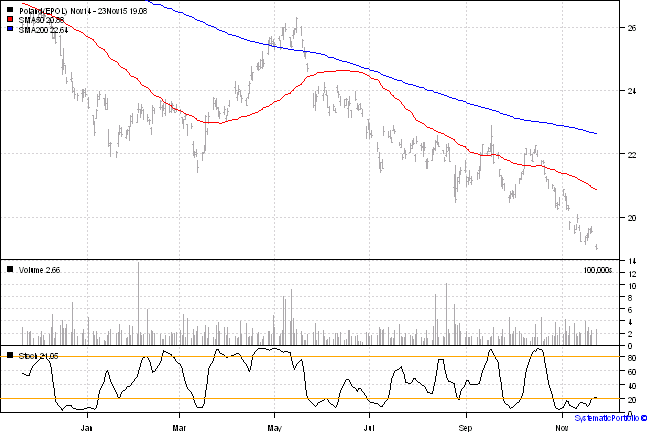 Poland(EPOL) Nov14 - 23Nov15 19.08
SMA50 20.88
SMA200 22.64
26
24
22
20
Volume 2.66
100,000s
14
12
10
8
6
4
2
0
Stoch 21.05
80
60
40
20
0
Jan
Mar
May
Jul
Sep
Nov
SystematicPortfolio ©